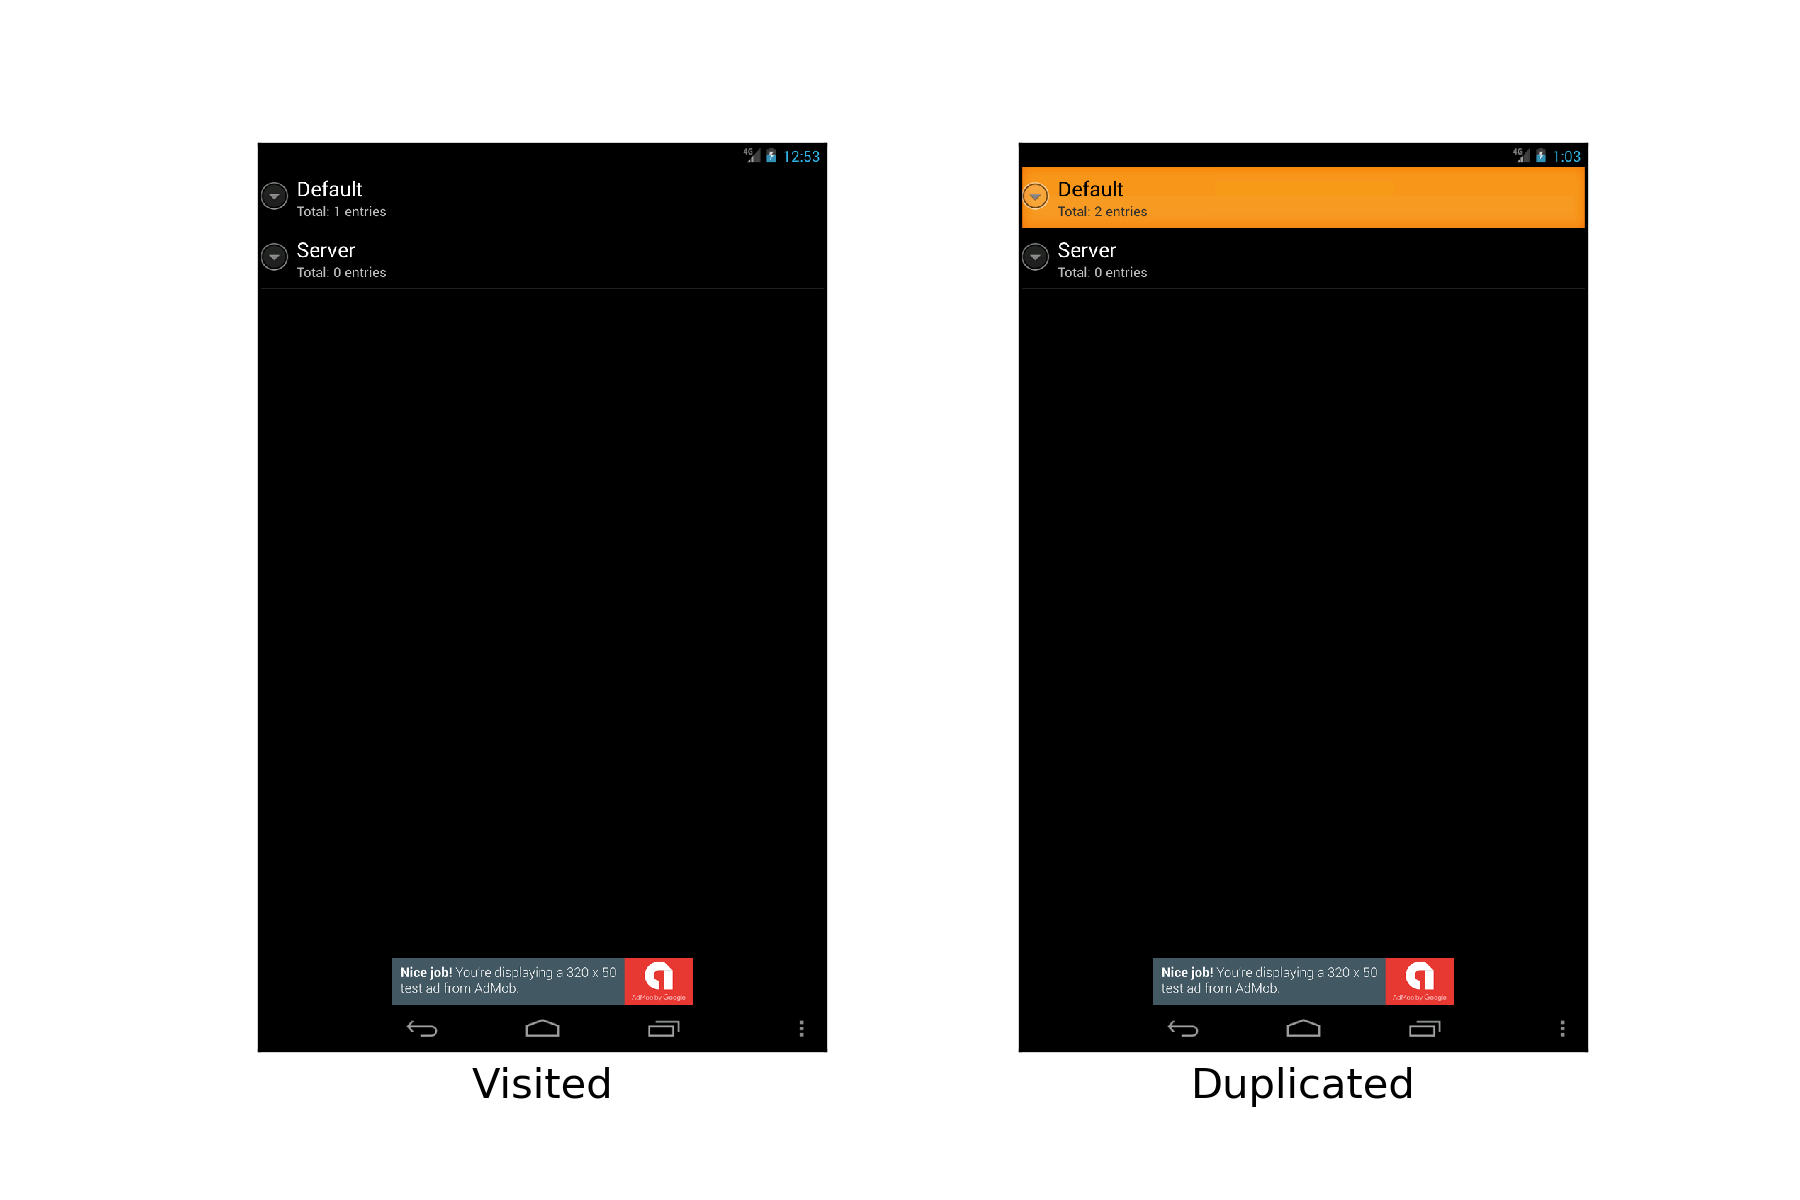 4G 12:53
Default
Total: 1 entries
Server
Total: 0 entries
Nice job! You're displaying a 320 x 50
test ad from AdMob.
AdMob by Google
Visited
4G 1:03
Default
Total: 2 entries
Server
Total: 0 entries
Nice job! You're displaying a 320 x 50
test ad from AdMob.
AdMob by Google
Duplicated